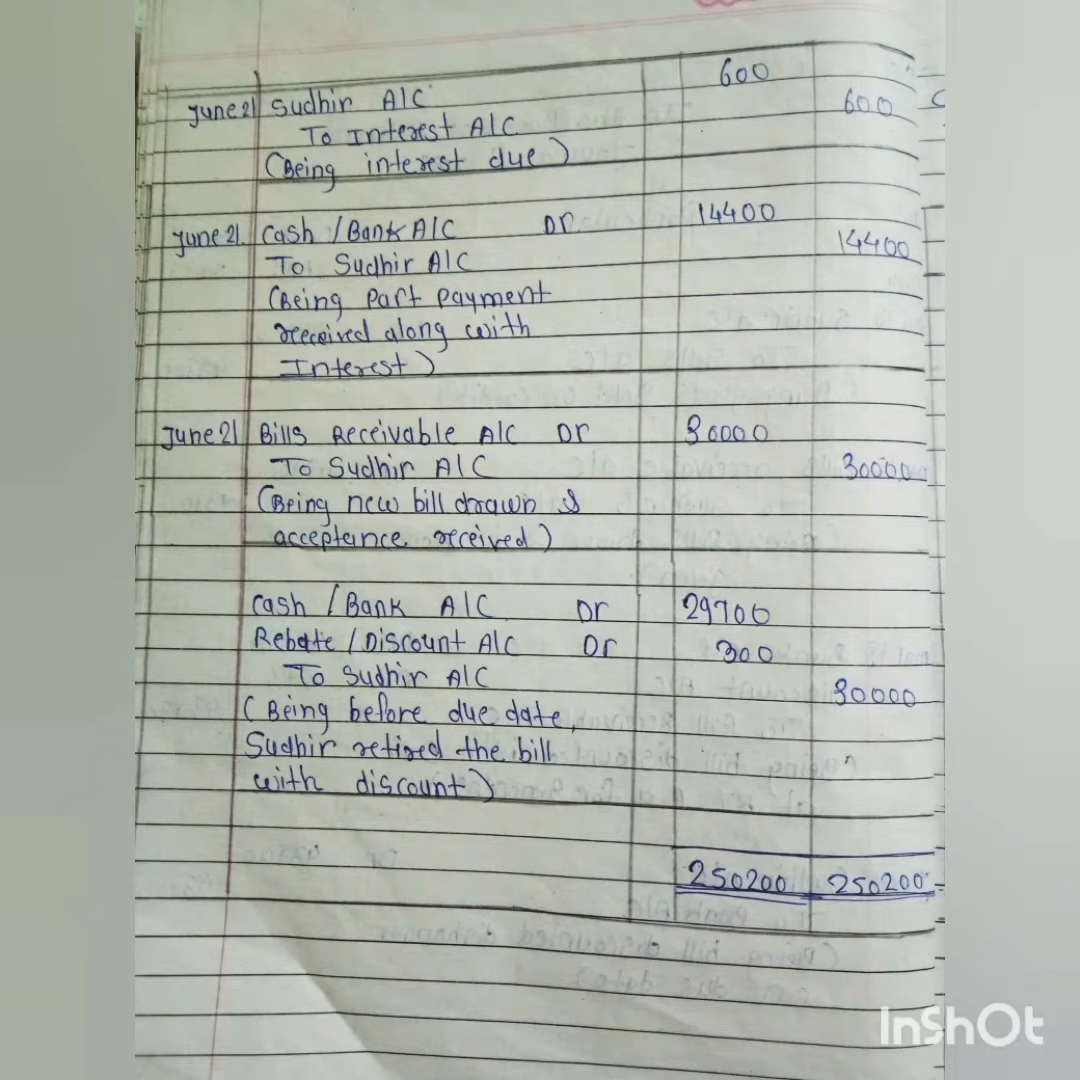 600
June 21 Sudhir A/C 600
To Interest A/C
(Being interest due)
June 21. Cash / Bank A/C Dr 14400
To Sudhir A/C 14400
(Being part payment
received along with
Interest)
June 21 Bills Receivable A/C Dr 30000
To Sudhir A/C 30000
(Being new bill drawn &
acceptance received)
Cash / Bank A/C Dr 29700
Rebate / Discount A/C Dr 300
To Sudhir A/C 30000
(Being before due date,
Sudhir retired the bill
with discount)
250200 250200
InShOt